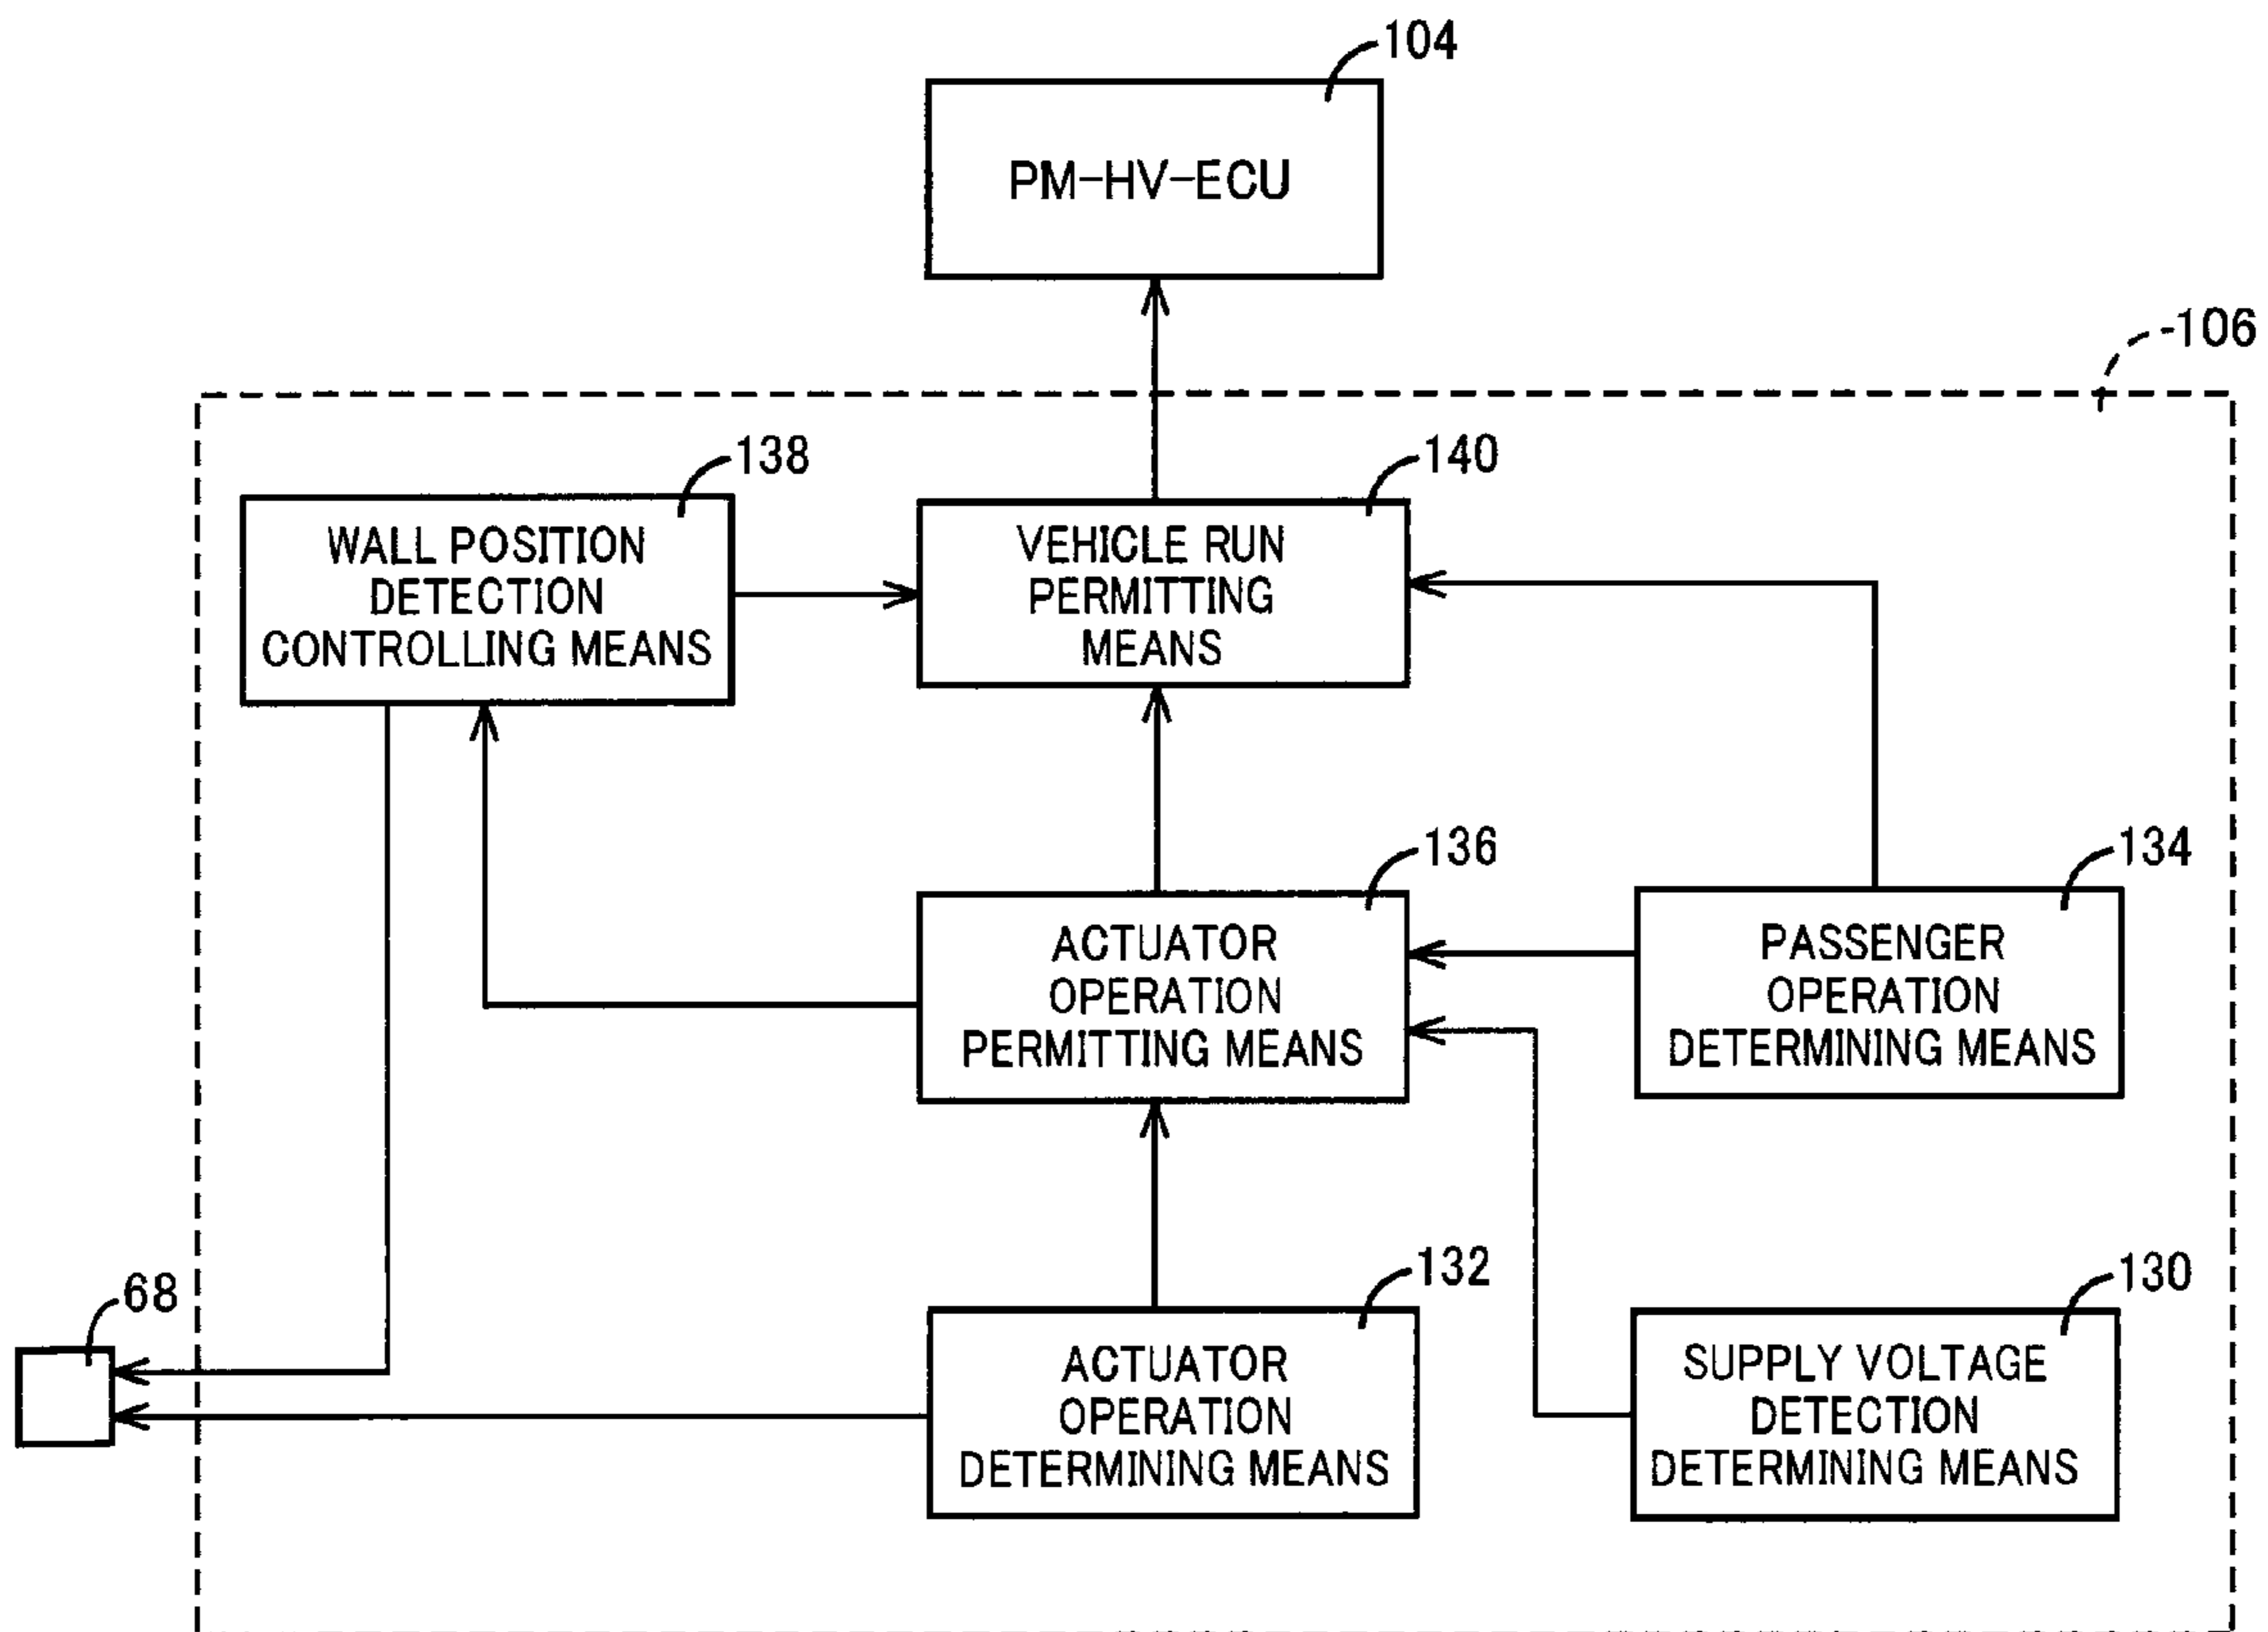 104
PM-HV-ECU
106
138
WALL POSITION
DETECTION
CONTROLLING MEANS
140
VEHICLE RUN
PERMITTING
MEANS
136
ACTUATOR
OPERATION
PERMITTING MEANS
134
PASSENGER
OPERATION
DETERMINING MEANS
68
132
ACTUATOR
OPERATION
DETERMINING MEANS
130
SUPPLY VOLTAGE
DETECTION
DETERMINING MEANS